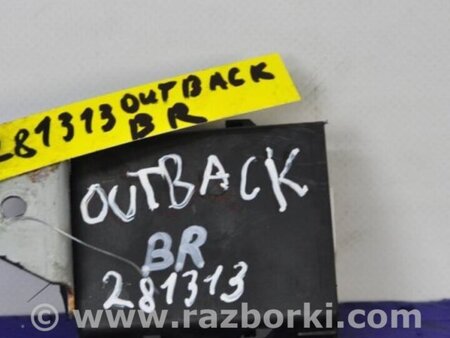 281313 OUTBACK
BR
OUTBACK
BR
281313
www.razborki.com